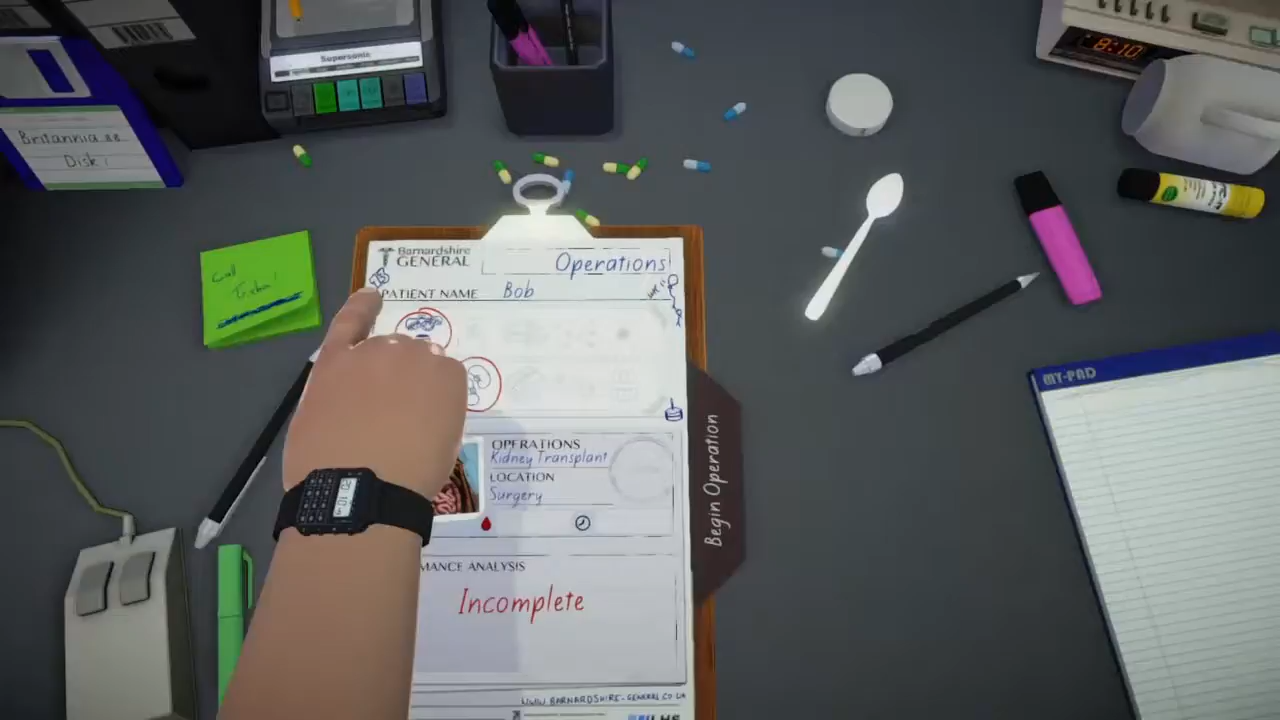 Supersonic
8:10
Britannia
Disk
Call
Barnardshire
GENERAL
Operations
PATIENT NAME Bob
MY-PAD
OPERATIONS
Kidney Transplant
LOCATION
Surgery
Begin Operation
MANCE ANALYSIS
Incomplete
WWW.BARNARDSHIRE-GENERAL.CO.UK